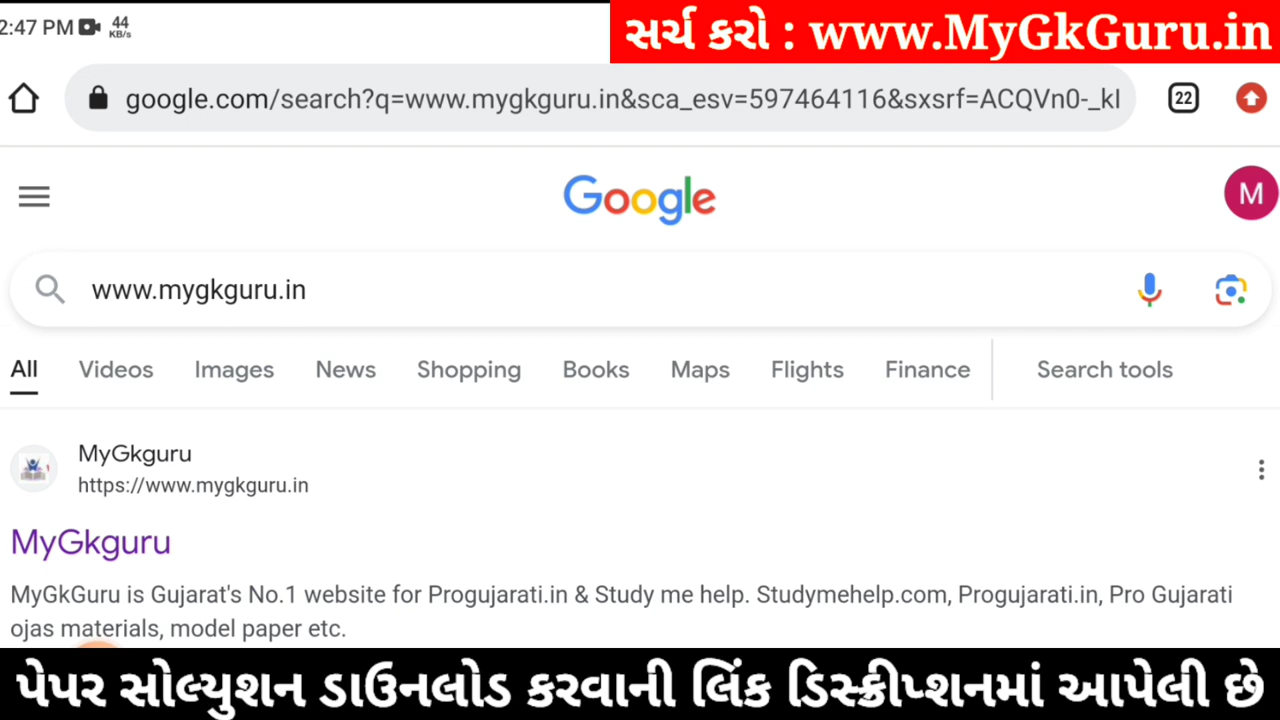 2:47 PM 44 KB/s
સર્ચ કરો : www.MyGkGuru.in
google.com/search?q=www.mygkguru.in&sca_esv=597464116&sxsrf=ACQVn0-_kI
22
Google
M
www.mygkguru.in
All Videos Images News Shopping Books Maps Flights Finance Search tools
MyGkguru
https://www.mygkguru.in
MyGkguru
MyGkGuru is Gujarat's No.1 website for Progujarati.in & Study me help. Studymehelp.com, Progujarati.in, Pro Gujarati
ojas materials, model paper etc.
પેપર સોલ્યુશન ડાઉનલોડ કરવાની લિંક ડિસ્ક્રીપ્શનમાં આપેલી છે